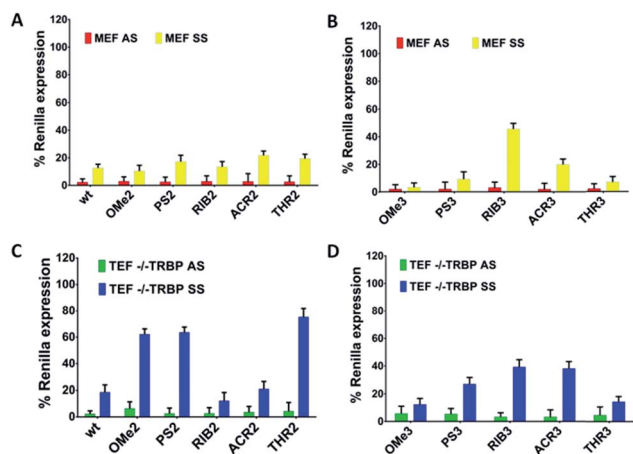 A
% Renilla expression
120
100
80
60
40
20
0
MEF AS MEF SS
wt OMe2 PS2 RIB2 ACR2 THR2
B
% Renilla expression
120
100
80
60
40
20
0
MEF AS MEF SS
OMe3 PS3 RIB3 ACR3 THR3
C
% Renilla expression
120
100
80
60
40
20
0
TEF -/-TRBP AS
TEF -/-TRBP SS
wt OMe2 PS2 RIB2 ACR2 THR2
D
% Renilla expression
120
100
80
60
40
20
0
TEF -/-TRBP AS
TEF -/-TRBP SS
OMe3 PS3 RIB3 ACR3 THR3